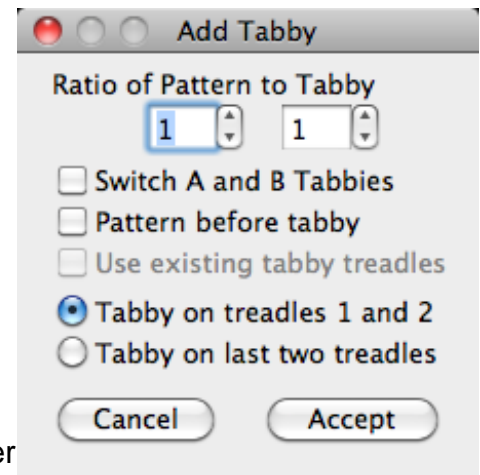 Add Tabby
Ratio of Pattern to Tabby
1 1
Switch A and B Tabbies
Pattern before tabby
Use existing tabby treadles
Tabby on treadles 1 and 2
Tabby on last two treadles
Cancel Accept
er